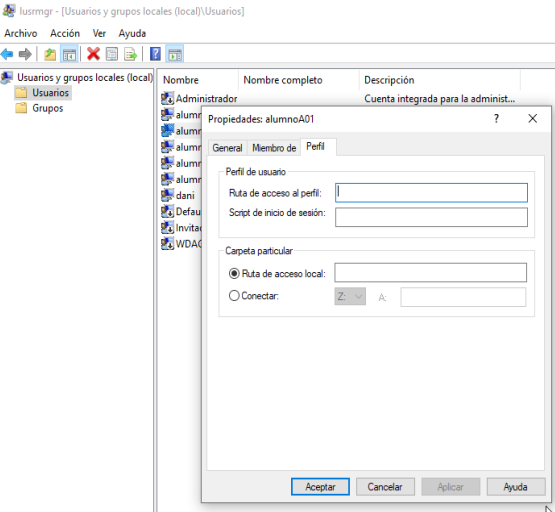 lusrmgr - [Usuarios y grupos locales (local)\Usuarios]
Archivo Acción Ver Ayuda
Usuarios y grupos locales (local)
Usuarios
Grupos
Nombre Nombre completo Descripción
Administrador Cuenta integrada para la administ...
alumn
alumn
alumn
alumn
alumn
dani
Defau
Invitad
WDAG
Propiedades: alumnoA01 ? X
General Miembro de Perfil
Perfil de usuario
Ruta de acceso al perfil:
Script de inicio de sesión:
Carpeta particular
Ruta de acceso local:
Conectar: Z: A:
Aceptar Cancelar Aplicar Ayuda